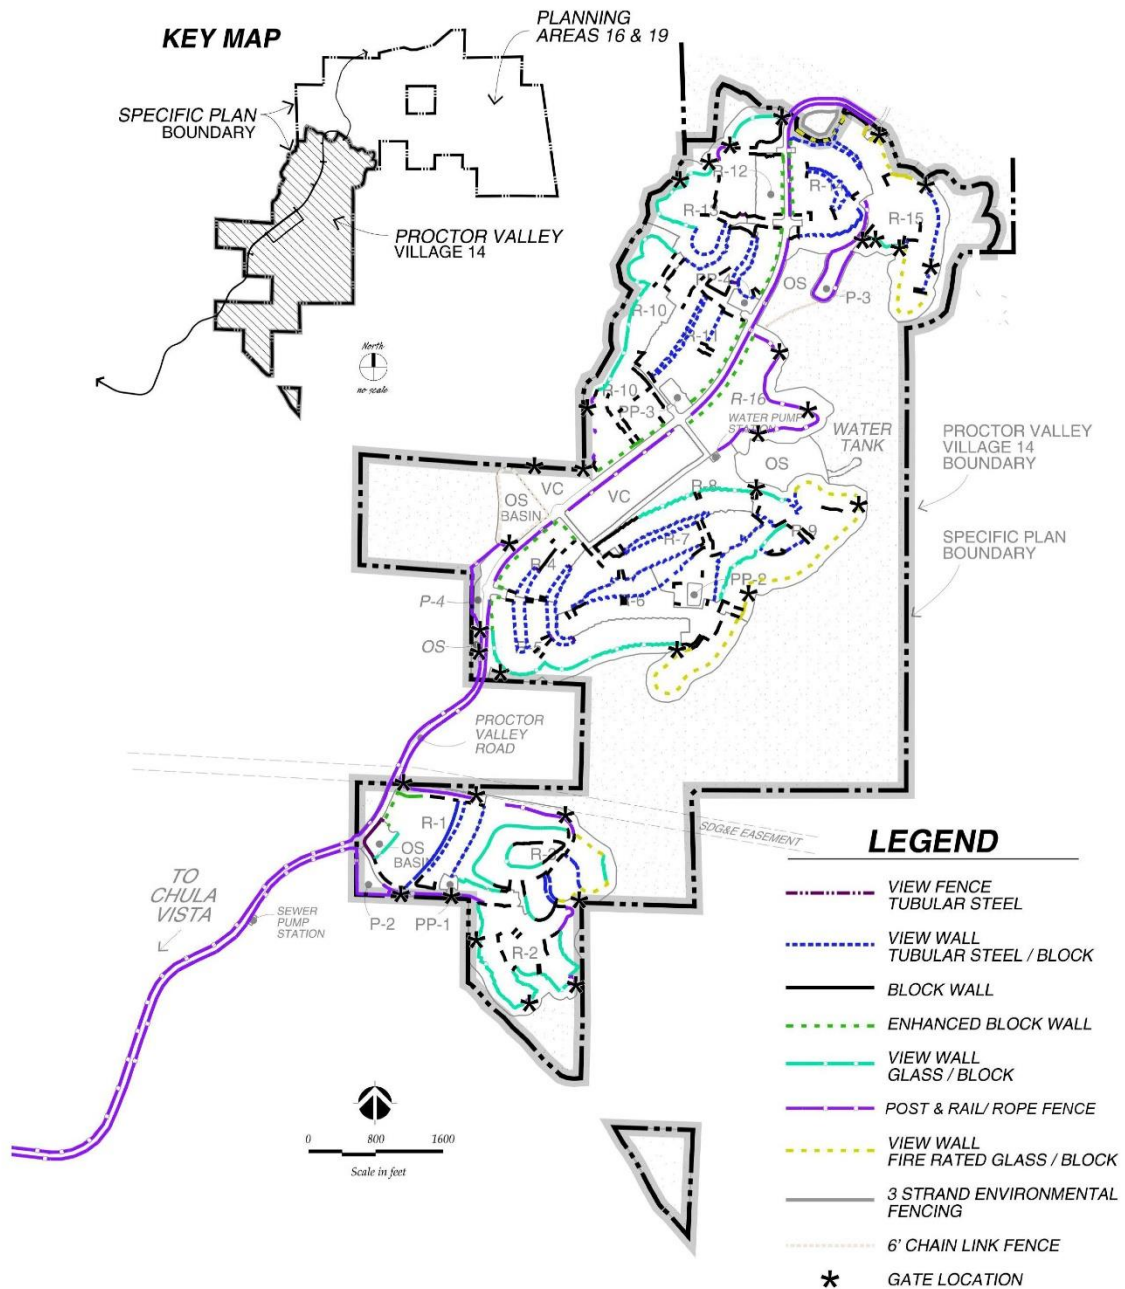 KEY MAP
PLANNING
AREAS 16 & 19
SPECIFIC PLAN
BOUNDARY
PROCTOR VALLEY
VILLAGE 14
North
no scale
R-12
R-13
R-15
OS
P-3
PP-4
R-10
R-11
R-10
PP-3
R-16
WATER PUMP
STATION
WATER
TANK
OS
PROCTOR VALLEY
VILLAGE 14
BOUNDARY
VC
VC
OS
BASIN
R-8
R-7
R-9
SPECIFIC PLAN
BOUNDARY
R-4
PP-2
P-4
OS
PROCTOR
VALLEY
ROAD
SDG&E EASEMENT
R-1
OS
BASIN
TO
CHULA
VISTA
SEWER
PUMP
STATION
P-2
PP-1
R-2
0 800 1600
Scale in feet
LEGEND
VIEW FENCE
TUBULAR STEEL
VIEW WALL
TUBULAR STEEL / BLOCK
BLOCK WALL
ENHANCED BLOCK WALL
VIEW WALL
GLASS / BLOCK
POST & RAIL/ ROPE FENCE
VIEW WALL
FIRE RATED GLASS / BLOCK
3 STRAND ENVIRONMENTAL
FENCING
6' CHAIN LINK FENCE
GATE LOCATION